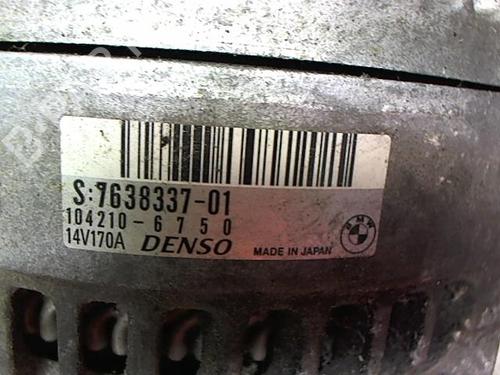 S:7638337-01
104210-6750
14V170A DENSO MADE IN JAPAN
BMW